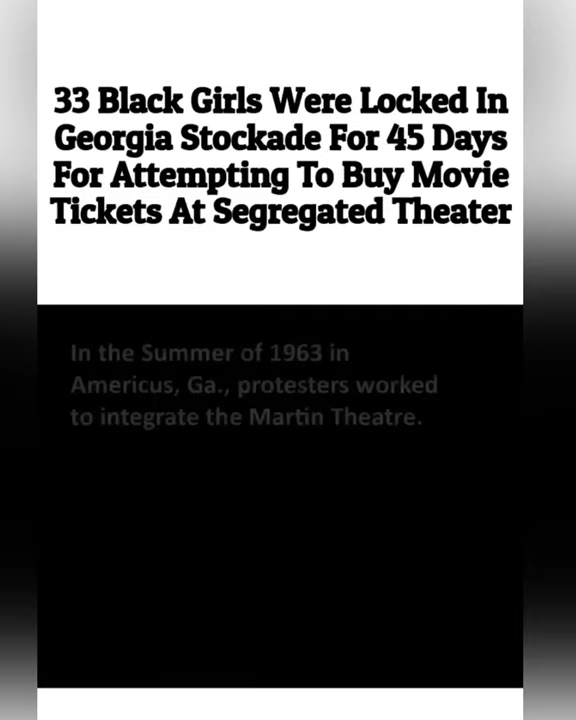 33 Black Girls Were Locked In
Georgia Stockade For 45 Days
For Attempting To Buy Movie
Tickets At Segregated Theater
In the Summer of 1963 in
Americus, Ga., protesters worked
to integrate the Martin Theatre.